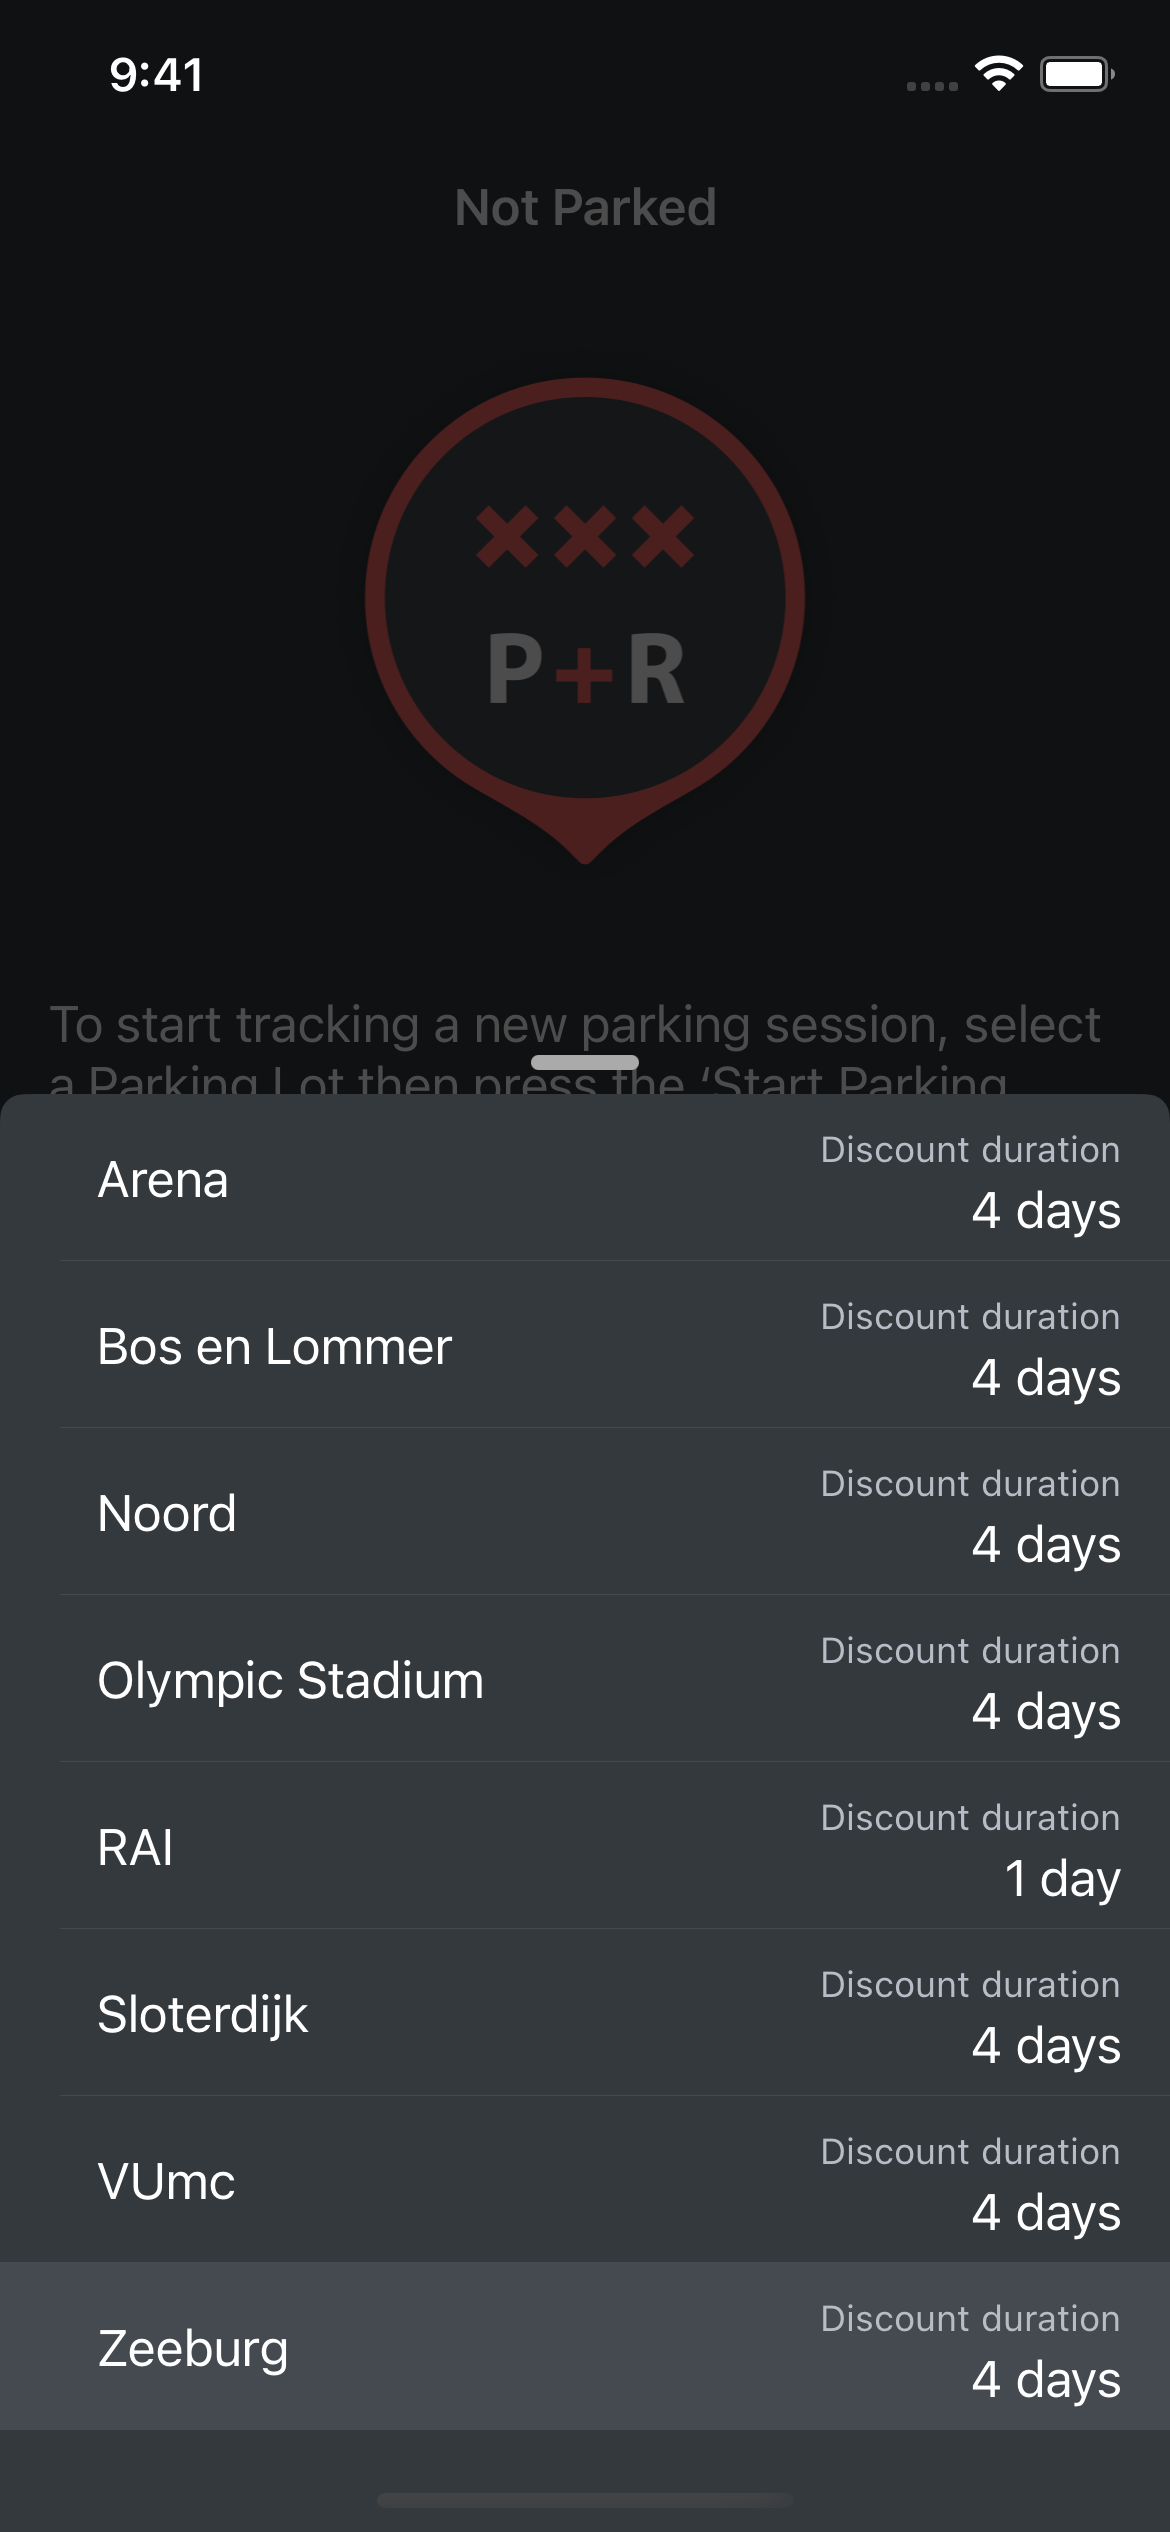 9:41
Not Parked
P+R
To start tracking a new parking session, select
a Parking Lot then press the ‘Start Parking
Arena
Discount duration
4 days
Bos en Lommer
Discount duration
4 days
Noord
Discount duration
4 days
Olympic Stadium
Discount duration
4 days
RAI
Discount duration
1 day
Sloterdijk
Discount duration
4 days
VUmc
Discount duration
4 days
Zeeburg
Discount duration
4 days